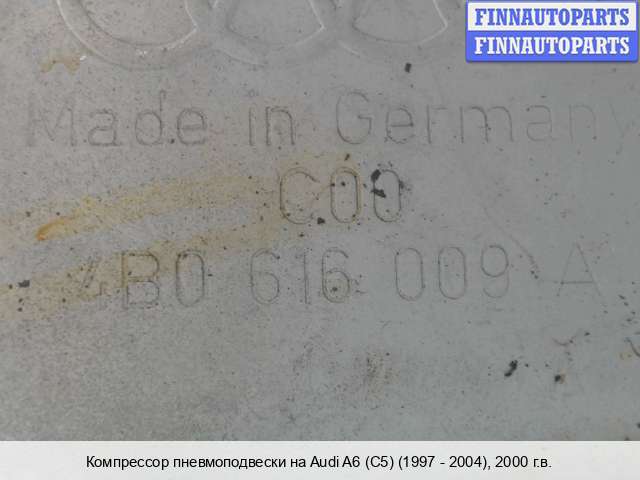 FINNAUTOPARTS
FINNAUTOPARTS
Made in Germany
C00
4B0 616 009 A
Компрессор пневмоподвески на Audi A6 (C5) (1997 - 2004), 2000 г.в.